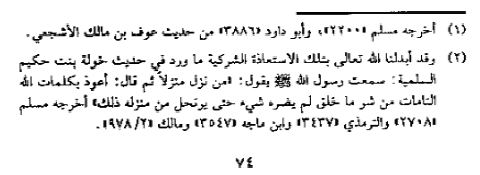 (١) أخرجه مسلم «٢٢٠٠»، وأبو داود «٣٨٨٦» من حديث عوف بن مالك الأشجعي.
(٢) وقد أبدلنا الله تعالى بتلك الاستعاذة الشركية ما ورد في حديث خولة بنت حكيم
السلمية: سمعت رسول الله ﷺ يقول: «من نزل منزلاً ثم قال: أعوذ بكلمات الله
التامات من شر ما خلق لم يضره شيء حتى يرتحل من منزله ذلك» أخرجه مسلم
«٢٧٠٨» والترمذي «٣٤٣٧» وابن ماجه «٣٥٤٧» ومالك «٩٧٨/٢».
٧٤